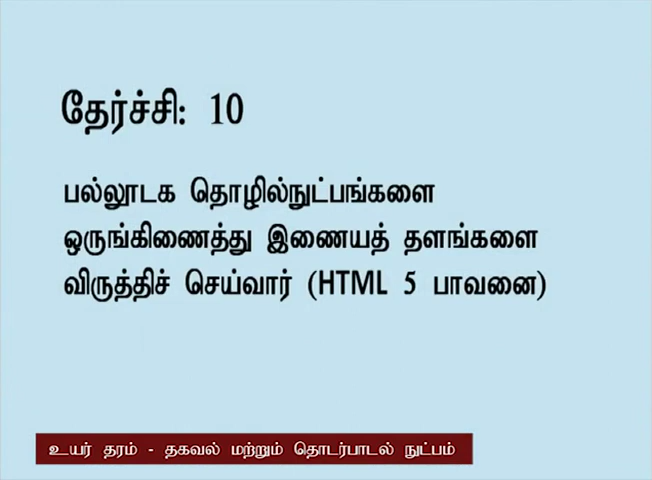 தேர்ச்சி: 10
பல்லூடக தொழில்நுட்பங்களை
ஒருங்கிணைத்து இணையத் தளங்களை
விருத்திச் செய்வார் (HTML 5 பாவனை)
உயர் தரம் - தகவல் மற்றும் தொடர்பாடல் நுட்பம்